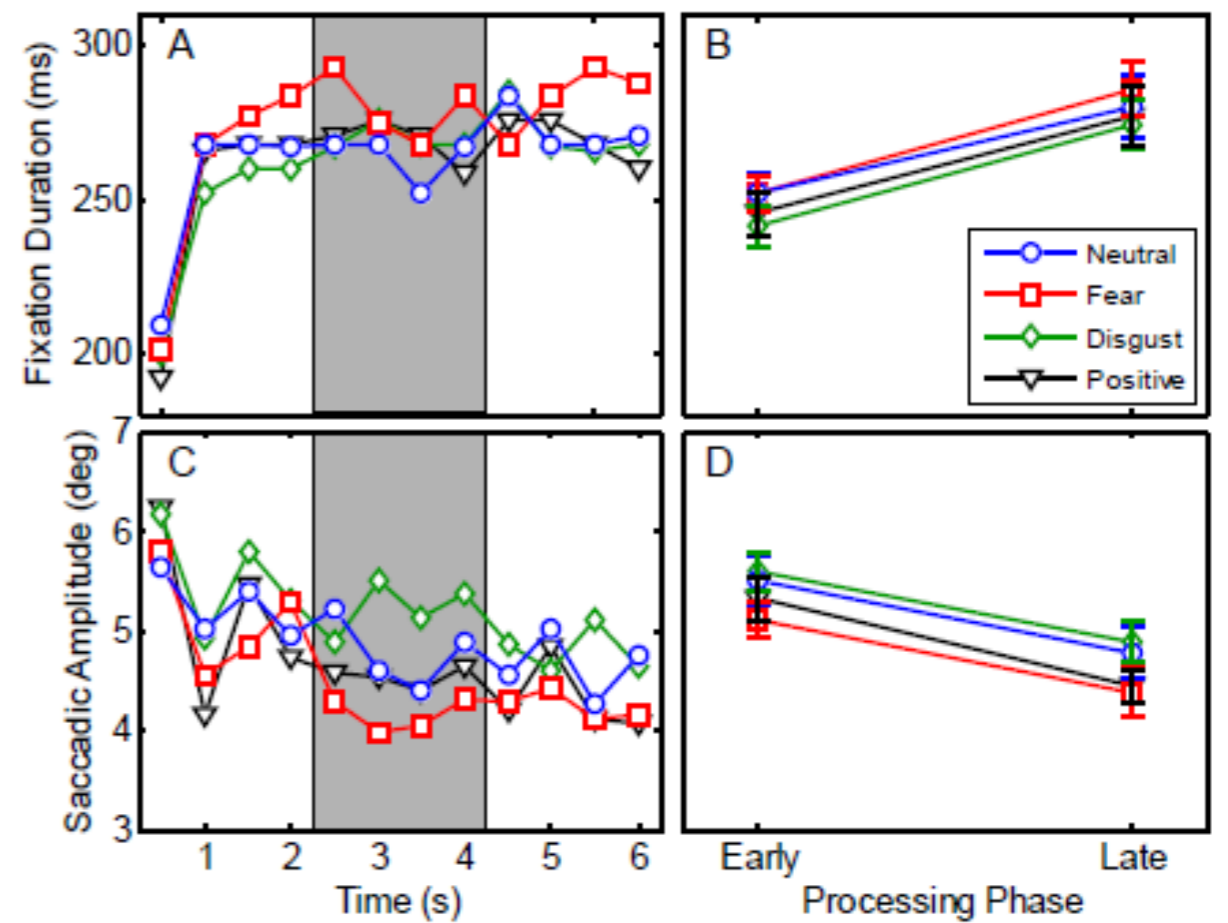 A
B
Fixation Duration (ms)
300
250
200
Neutral
Fear
Disgust
Positive
C
D
Saccadic Amplitude (deg)
7
6
5
4
3
1 2 3 4 5 6
Time (s)
Early Late
Processing Phase